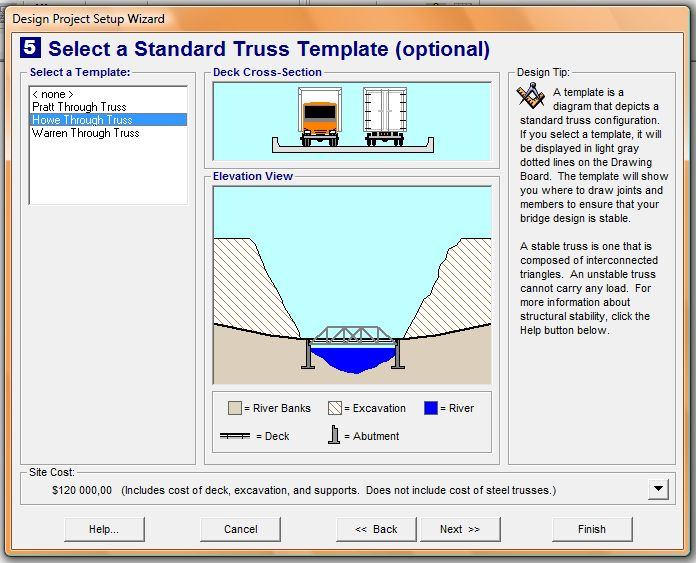 Design Project Setup Wizard
5 Select a Standard Truss Template (optional)
Select a Template:
< none >
Pratt Through Truss
Howe Through Truss
Warren Through Truss
Deck Cross-Section
Elevation View
= River Banks
= Excavation
= River
= Deck
= Abutment
Design Tip:
A template is a
diagram that depicts a
standard truss configuration.
If you select a template, it will
be displayed in light gray
dotted lines on the Drawing
Board. The template will show
you where to draw joints and
members to ensure that your
bridge design is stable.
A stable truss is one that is
composed of interconnected
triangles. An unstable truss
cannot carry any load. For
more information about
structural stability, click the
Help button below.
Site Cost:
$120 000,00 (Includes cost of deck, excavation, and supports. Does not include cost of steel trusses.)
Help...
Cancel
<< Back
Next >>
Finish